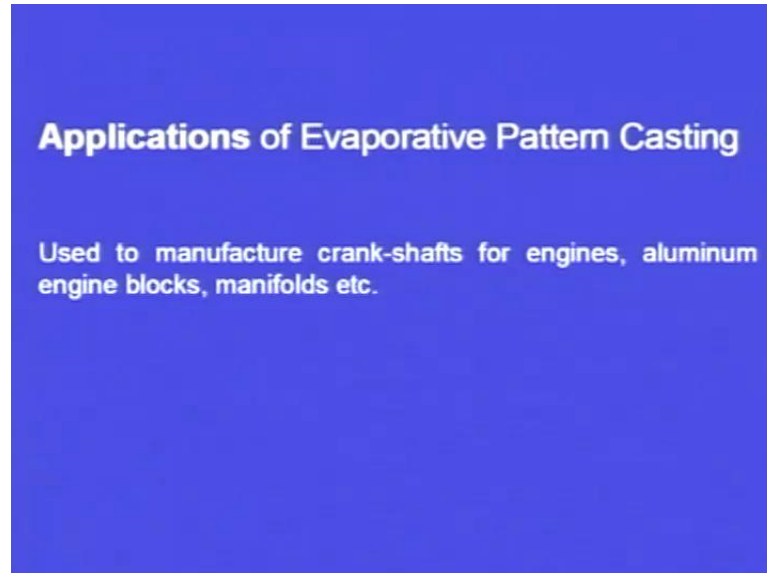 Applications of Evaporative Pattern Casting
Used to manufacture crank-shafts for engines, aluminum
engine blocks, manifolds etc.